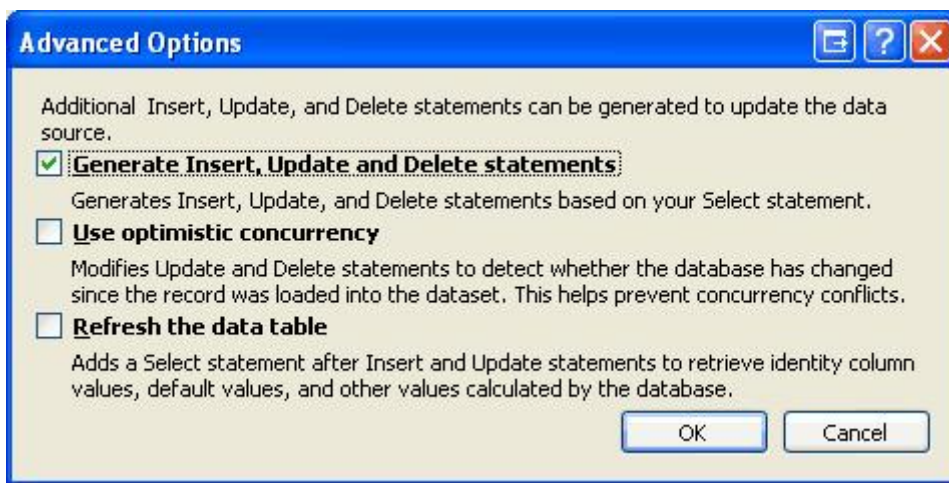 Advanced Options
?
Additional Insert, Update, and Delete statements can be generated to update the data
source.
Generate Insert, Update and Delete statements
Generates Insert, Update, and Delete statements based on your Select statement.
Use optimistic concurrency
Modifies Update and Delete statements to detect whether the database has changed
since the record was loaded into the dataset. This helps prevent concurrency conflicts.
Refresh the data table
Adds a Select statement after Insert and Update statements to retrieve identity column
values, default values, and other values calculated by the database.
OK Cancel